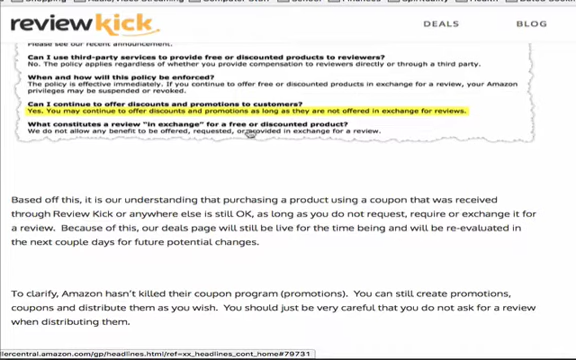 reviewkick
DEALS
BLOG
Please see our recent announcement.
Can I use third-party services to provide free or discounted products to reviewers?
No. The policy applies regardless of whether you provide compensation to reviewers directly or through a third party.
When and how will this policy be enforced?
The policy is effective immediately. If you continue to offer free or discounted products in exchange for a review, your Amazon
privileges may be suspended or revoked.
Can I continue to offer discounts and promotions to customers?
Yes. You may continue to offer discounts and promotions as long as they are not offered in exchange for reviews.
What constitutes a review "in exchange" for a free or discounted product?
We do not allow any benefit to be offered, requested, or provided in exchange for a review.
Based off this, it is our understanding that purchasing a product using a coupon that was received
through Review Kick or anywhere else is still OK, as long as you do not request, require or exchange it for
a review.  Because of this, our deals page will still be live for the time being and will be re-evaluated in
the next couple days for future potential changes.
To clarify, Amazon hasn't killed their coupon program (promotions).  You can still create promotions,
coupons and distribute them as you wish.  You should just be very careful that you do not ask for a review
when distributing them.
llercentral.amazon.com/gp/headlines.html/ref=xx_headlines_cont_home#79731